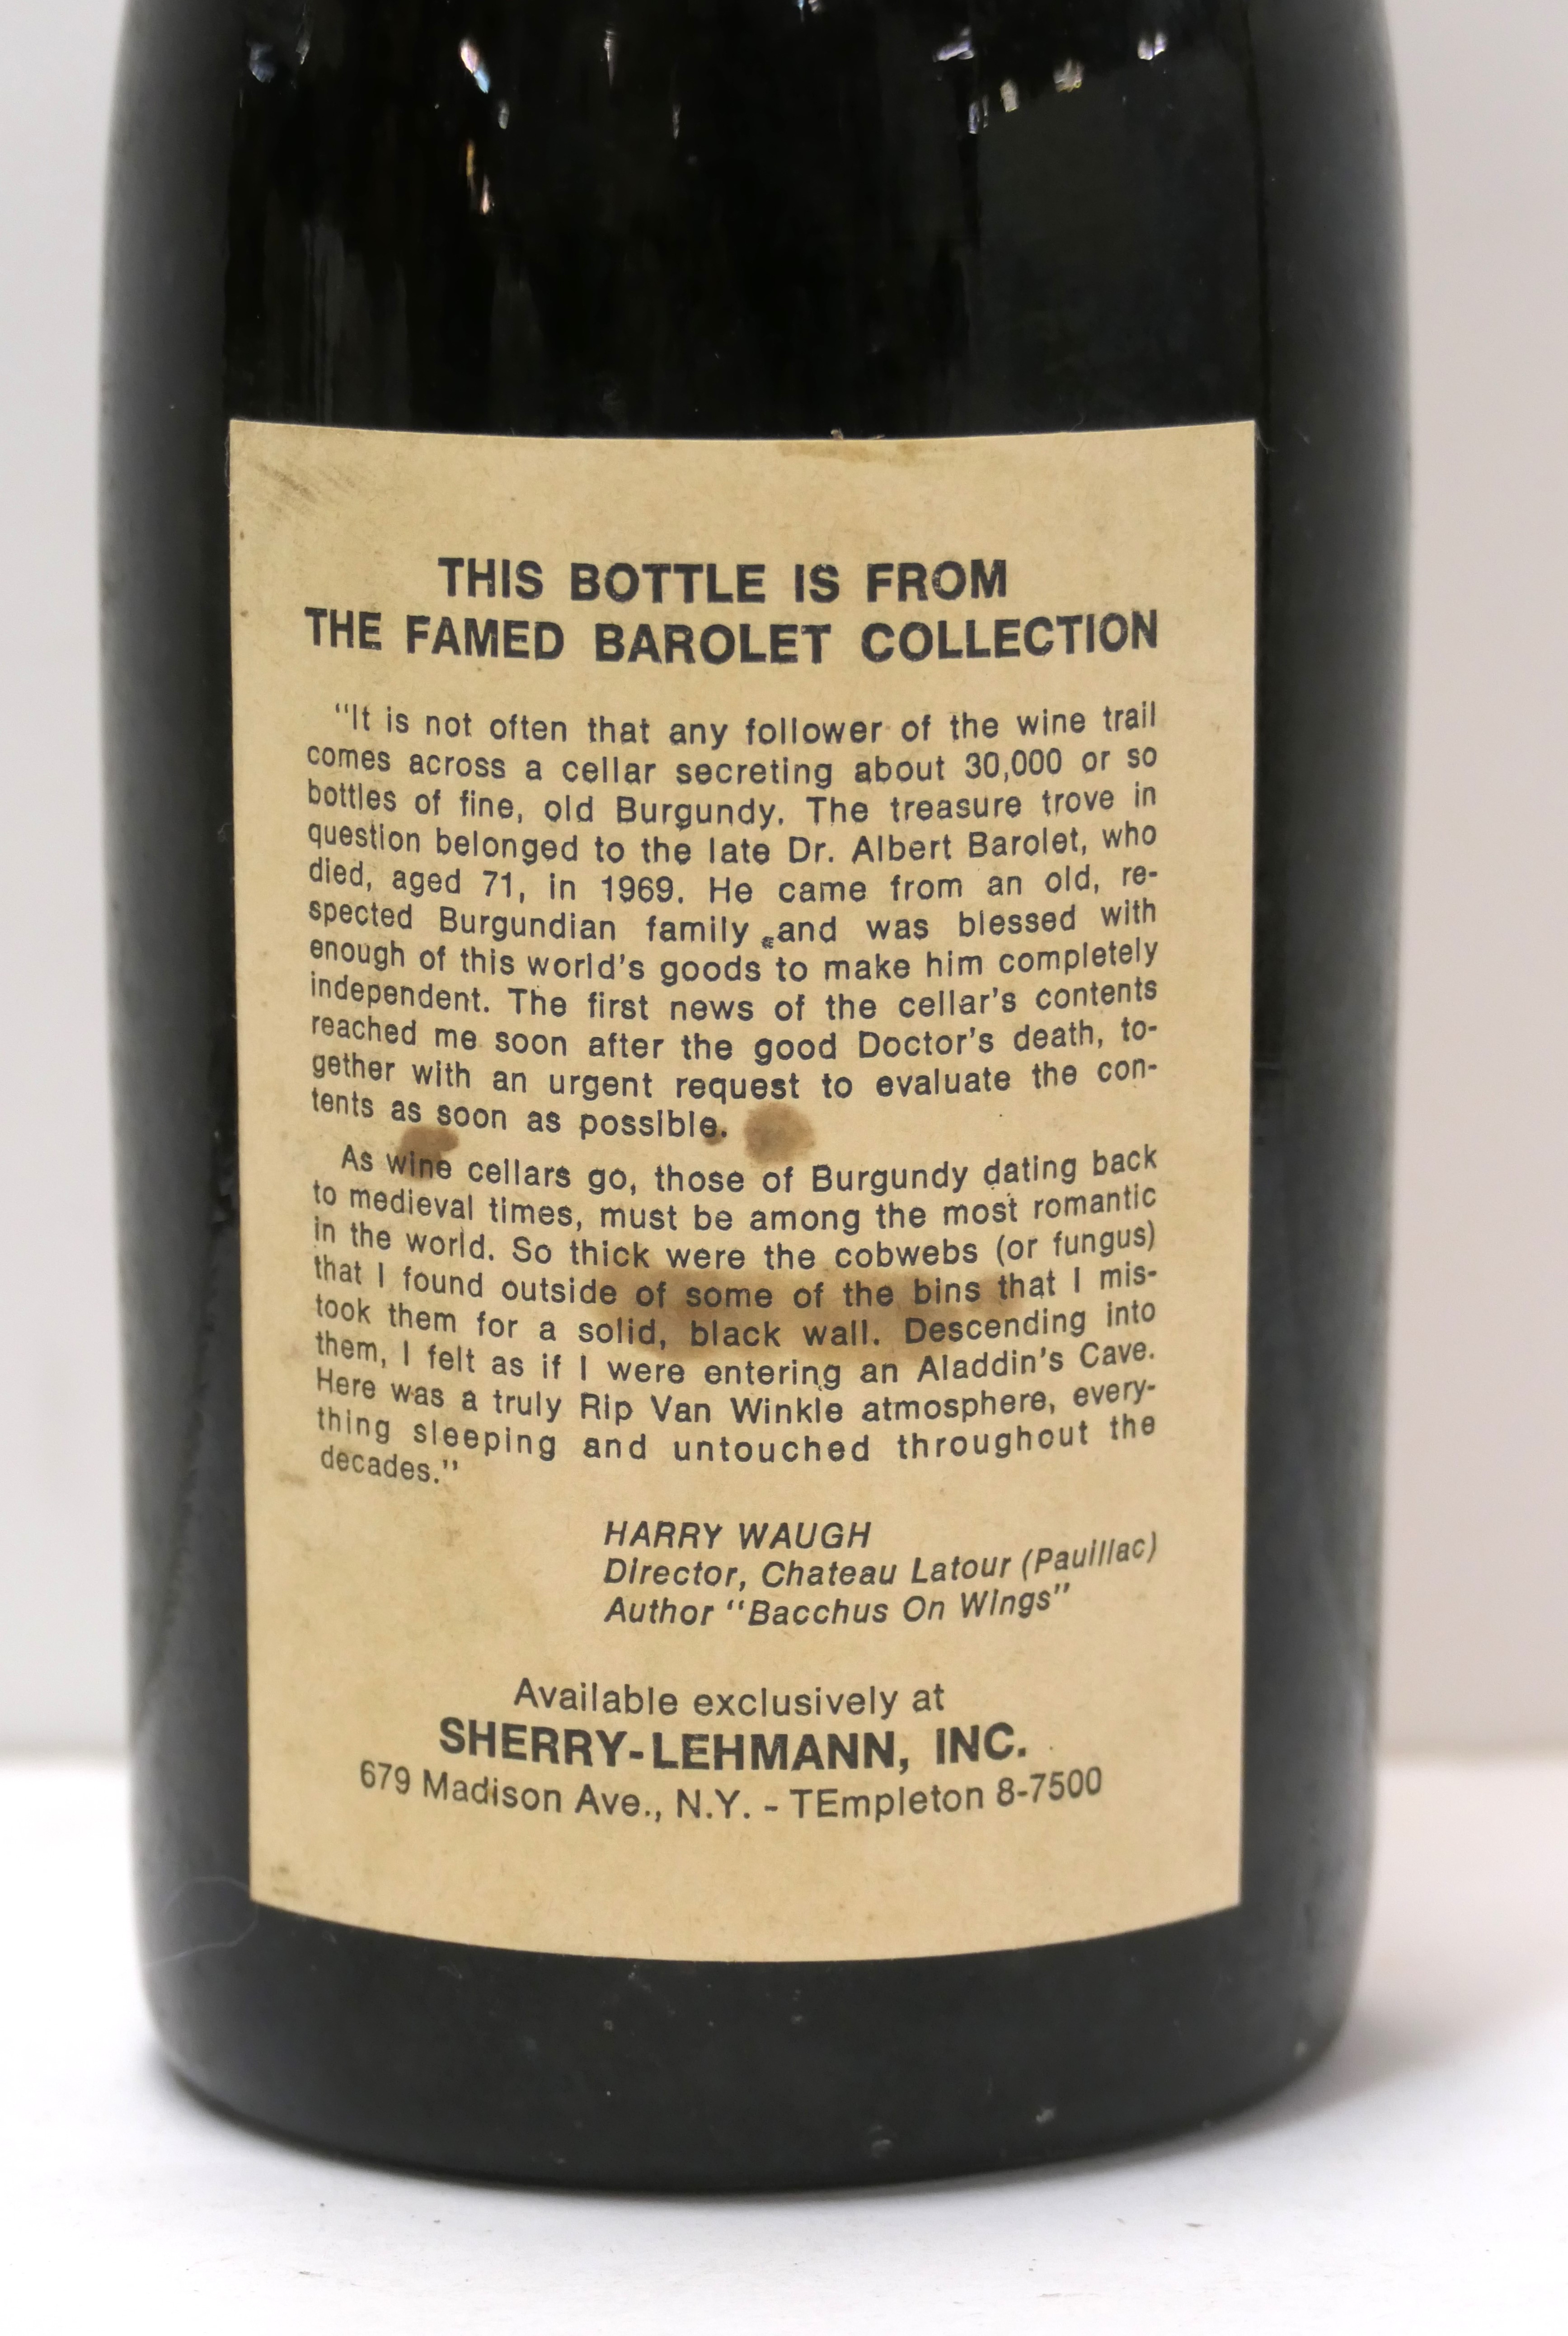 THIS BOTTLE IS FROM
THE FAMED BAROLET COLLECTION
"It is not often that any follower of the wine trail
comes across a cellar secreting about 30,000 or so
bottles of fine, old Burgundy. The treasure trove in
question belonged to the late Dr. Albert Barolet, who
died, aged 71, in 1969. He came from an old, re-
spected Burgundian family and was blessed with
enough of this world's goods to make him completely
independent. The first news of the cellar's contents
reached me soon after the good Doctor's death, to-
gether with an urgent request to evaluate the con-
tents as soon as possible.
As wine cellars go, those of Burgundy dating back
to medieval times, must be among the most romantic
in the world. So thick were the cobwebs (or fungus)
that I found outside of some of the bins that I mis-
took them for a solid, black wall. Descending into
them, I felt as if I were entering an Aladdin's Cave.
Here was a truly Rip Van Winkle atmosphere, every-
thing sleeping and untouched throughout the
decades."
HARRY WAUGH
Director, Chateau Latour (Pauillac)
Author "Bacchus On Wings"
Available exclusively at
SHERRY-LEHMANN, INC.
679 Madison Ave., N.Y. - TEmpleton 8-7500